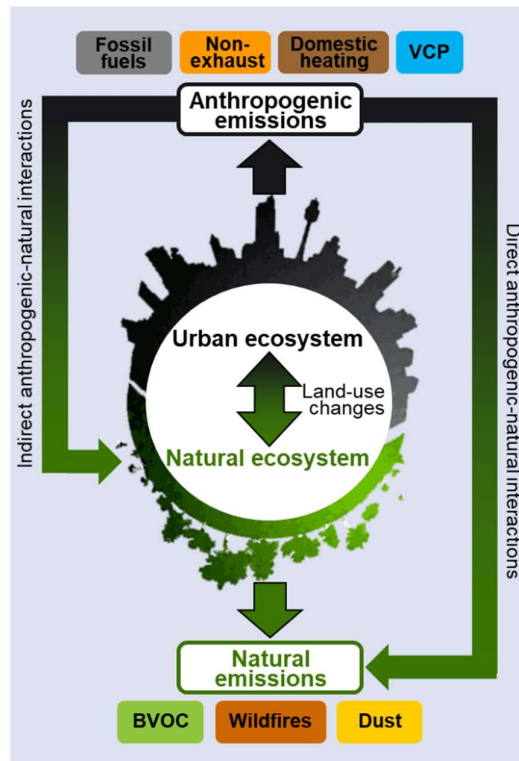 Fossil
fuels
Non-
exhaust
Domestic
heating
VCP
Anthropogenic
emissions
Indirect anthropogenic-natural interactions
Direct anthropogenic-natural interactions
Urban ecosystem
Land-use
changes
Natural ecosystem
Natural
emissions
BVOC
Wildfires
Dust